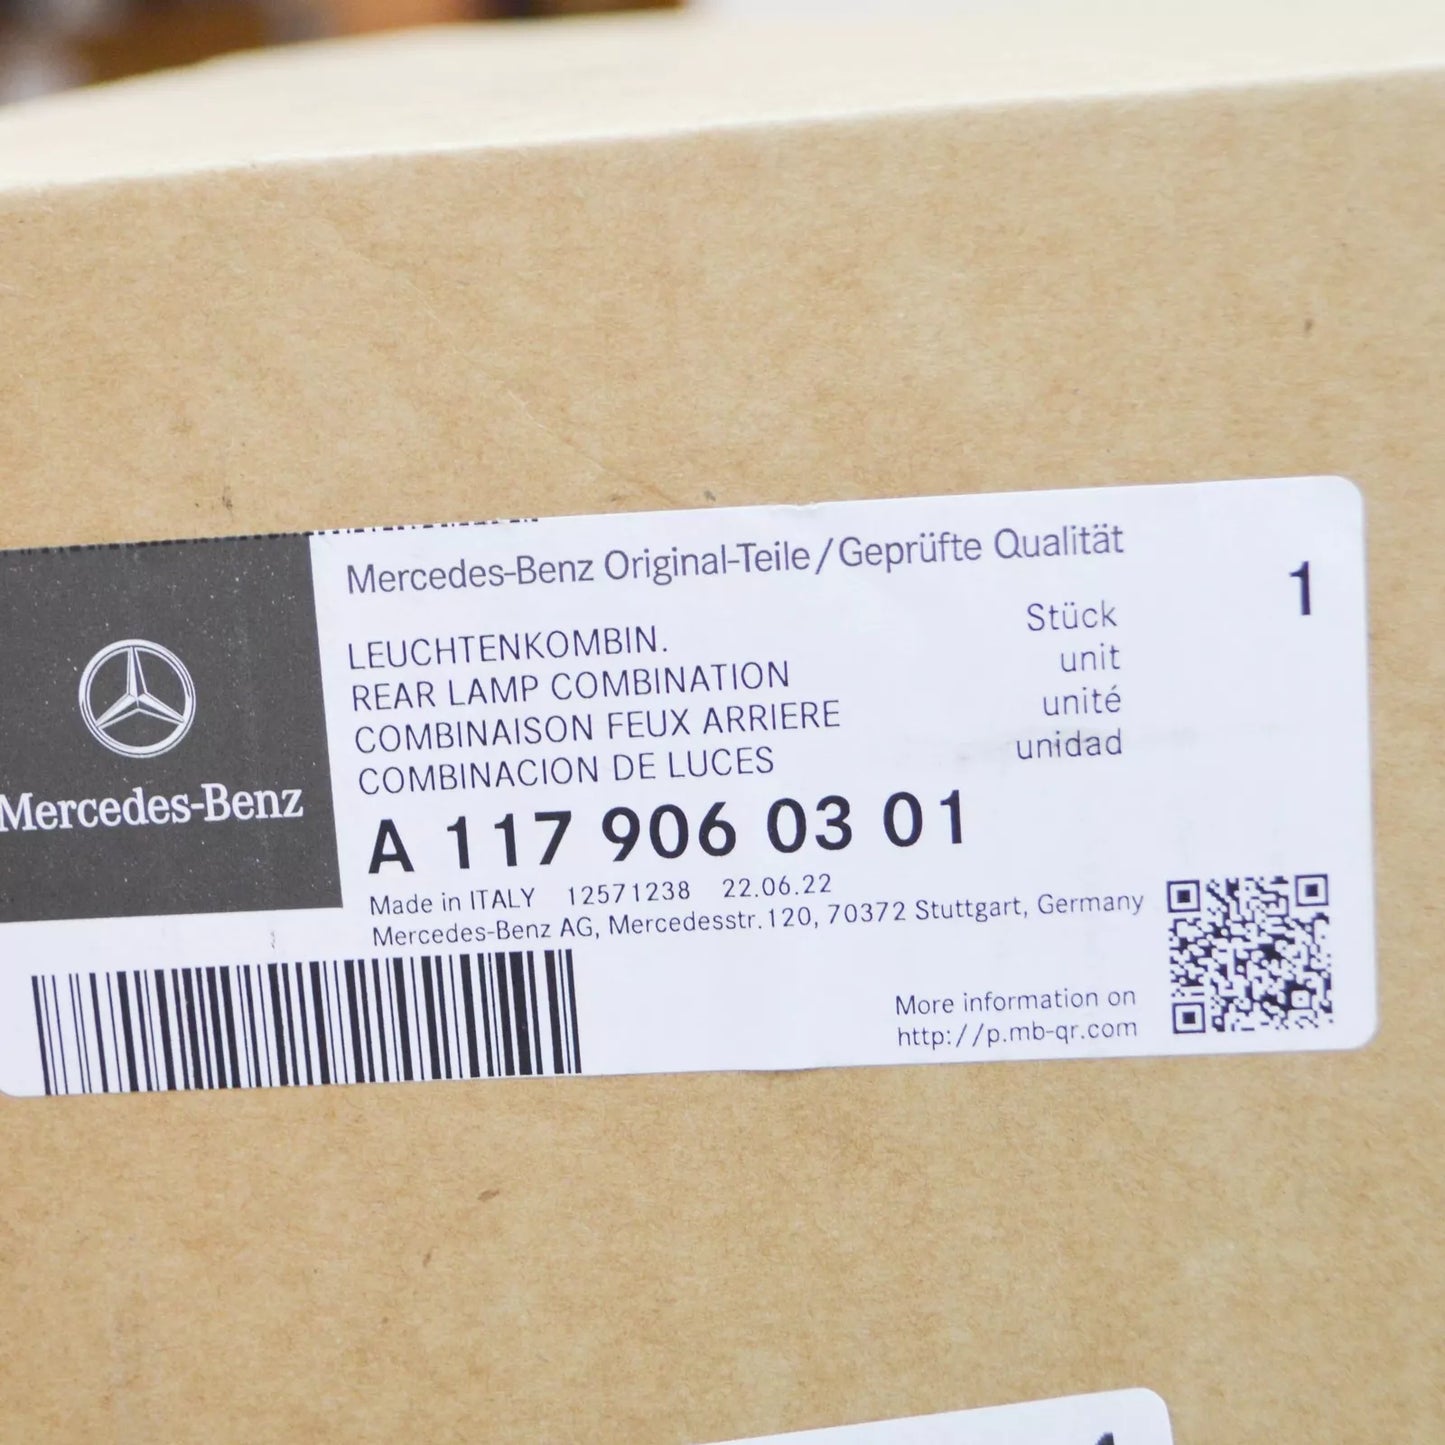 Mercedes-Benz
Mercedes-Benz Original-Teile/Geprüfte Qualität
LEUCHTENKOMBIN.
REAR LAMP COMBINATION
COMBINAISON FEUX ARRIERE
COMBINACION DE LUCES
Stück
unit
unité
unidad
1
A 117 906 03 01
Made in ITALY 12571238 22.06.22
Mercedes-Benz AG, Mercedesstr.120, 70372 Stuttgart, Germany
More information on
http://p.mb-qr.com